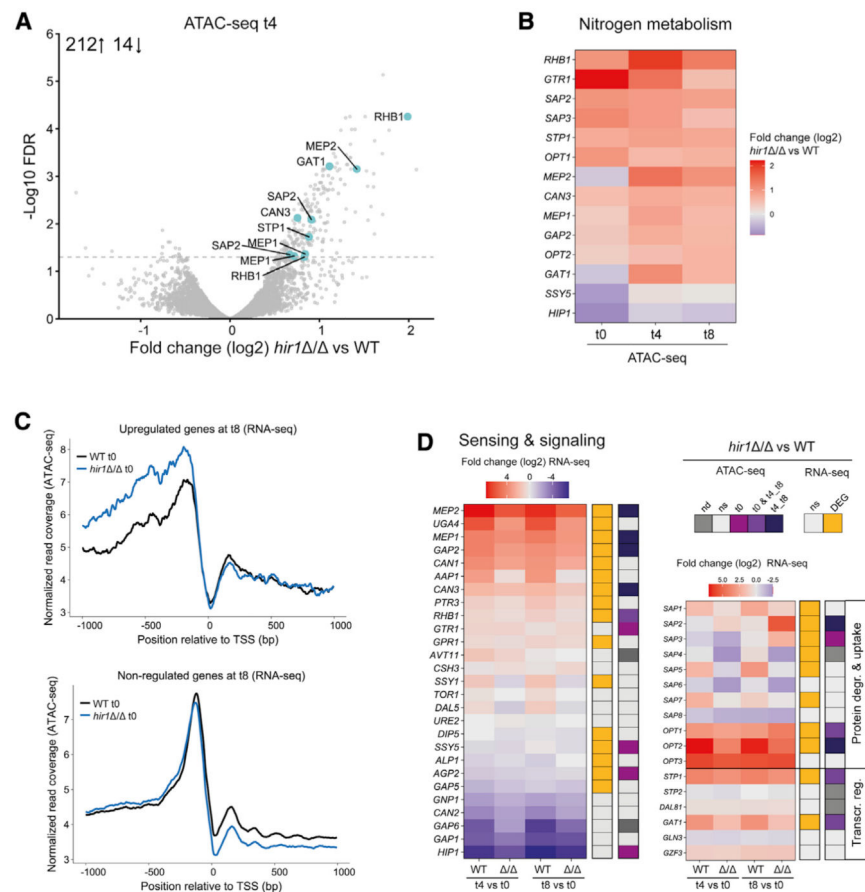 A
ATAC-seq t4
212↑ 14↓
-Log10 FDR
6
5
4
3
2
1
0
-1
0
1
2
RHB1
MEP2
GAT1
SAP2
CAN3
STP1
SAP2
MEP1
MEP1
RHB1
Fold change (log2) hir1Δ/Δ vs WT
B
Nitrogen metabolism
RHB1
GTR1
SAP2
SAP3
STP1
OPT1
MEP2
CAN3
MEP1
GAP2
OPT2
GAT1
SSY5
HIP1
t0 t4 t8
ATAC-seq
Fold change (log2)
hir1Δ/Δ vs WT
2
1
0
C
Upregulated genes at t8 (RNA-seq)
WT t0
hir1Δ/Δ t0
Normalized read coverage (ATAC-seq)
8
7
6
5
4
3
-1000 -500 0 500 1000
Position relative to TSS (bp)
Non-regulated genes at t8 (RNA-seq)
WT t0
hir1Δ/Δ t0
Normalized read coverage (ATAC-seq)
7
5
4
3
-1000 -500 0 500 1000
Position relative to TSS (bp)
D
Sensing & signaling
Fold change (log2) RNA-seq
4 0 -4
MEP2
UGA4
MEP1
GAP2
CAN1
AAP1
CAN3
PTR3
RHB1
GTR1
GPR1
AVT11
CSH3
SSY1
TOR1
DAL5
URE2
DIP5
SSY5
ALP1
AGP2
GAP5
GNP1
CAN2
GAP6
GAP1
HIP1
WT Δ/Δ WT Δ/Δ
t4 vs t0 t8 vs t0
hir1Δ/Δ vs WT
ATAC-seq
RNA-seq
nd
ns
t0
t0 & t4_t8
t4_t8
ns
DEG
Fold change (log2) RNA-seq
5.0 2.5 0 -2.5
SAP1
SAP2
SAP3
SAP4
SAP5
SAP6
SAP7
SAP8
OPT1
OPT2
OPT3
STP1
STP2
DAL81
GAT1
GLN3
GZF3
Protein degr. & uptake
Transcr. reg.
WT Δ/Δ WT Δ/Δ
t4 vs t0 t8 vs t0